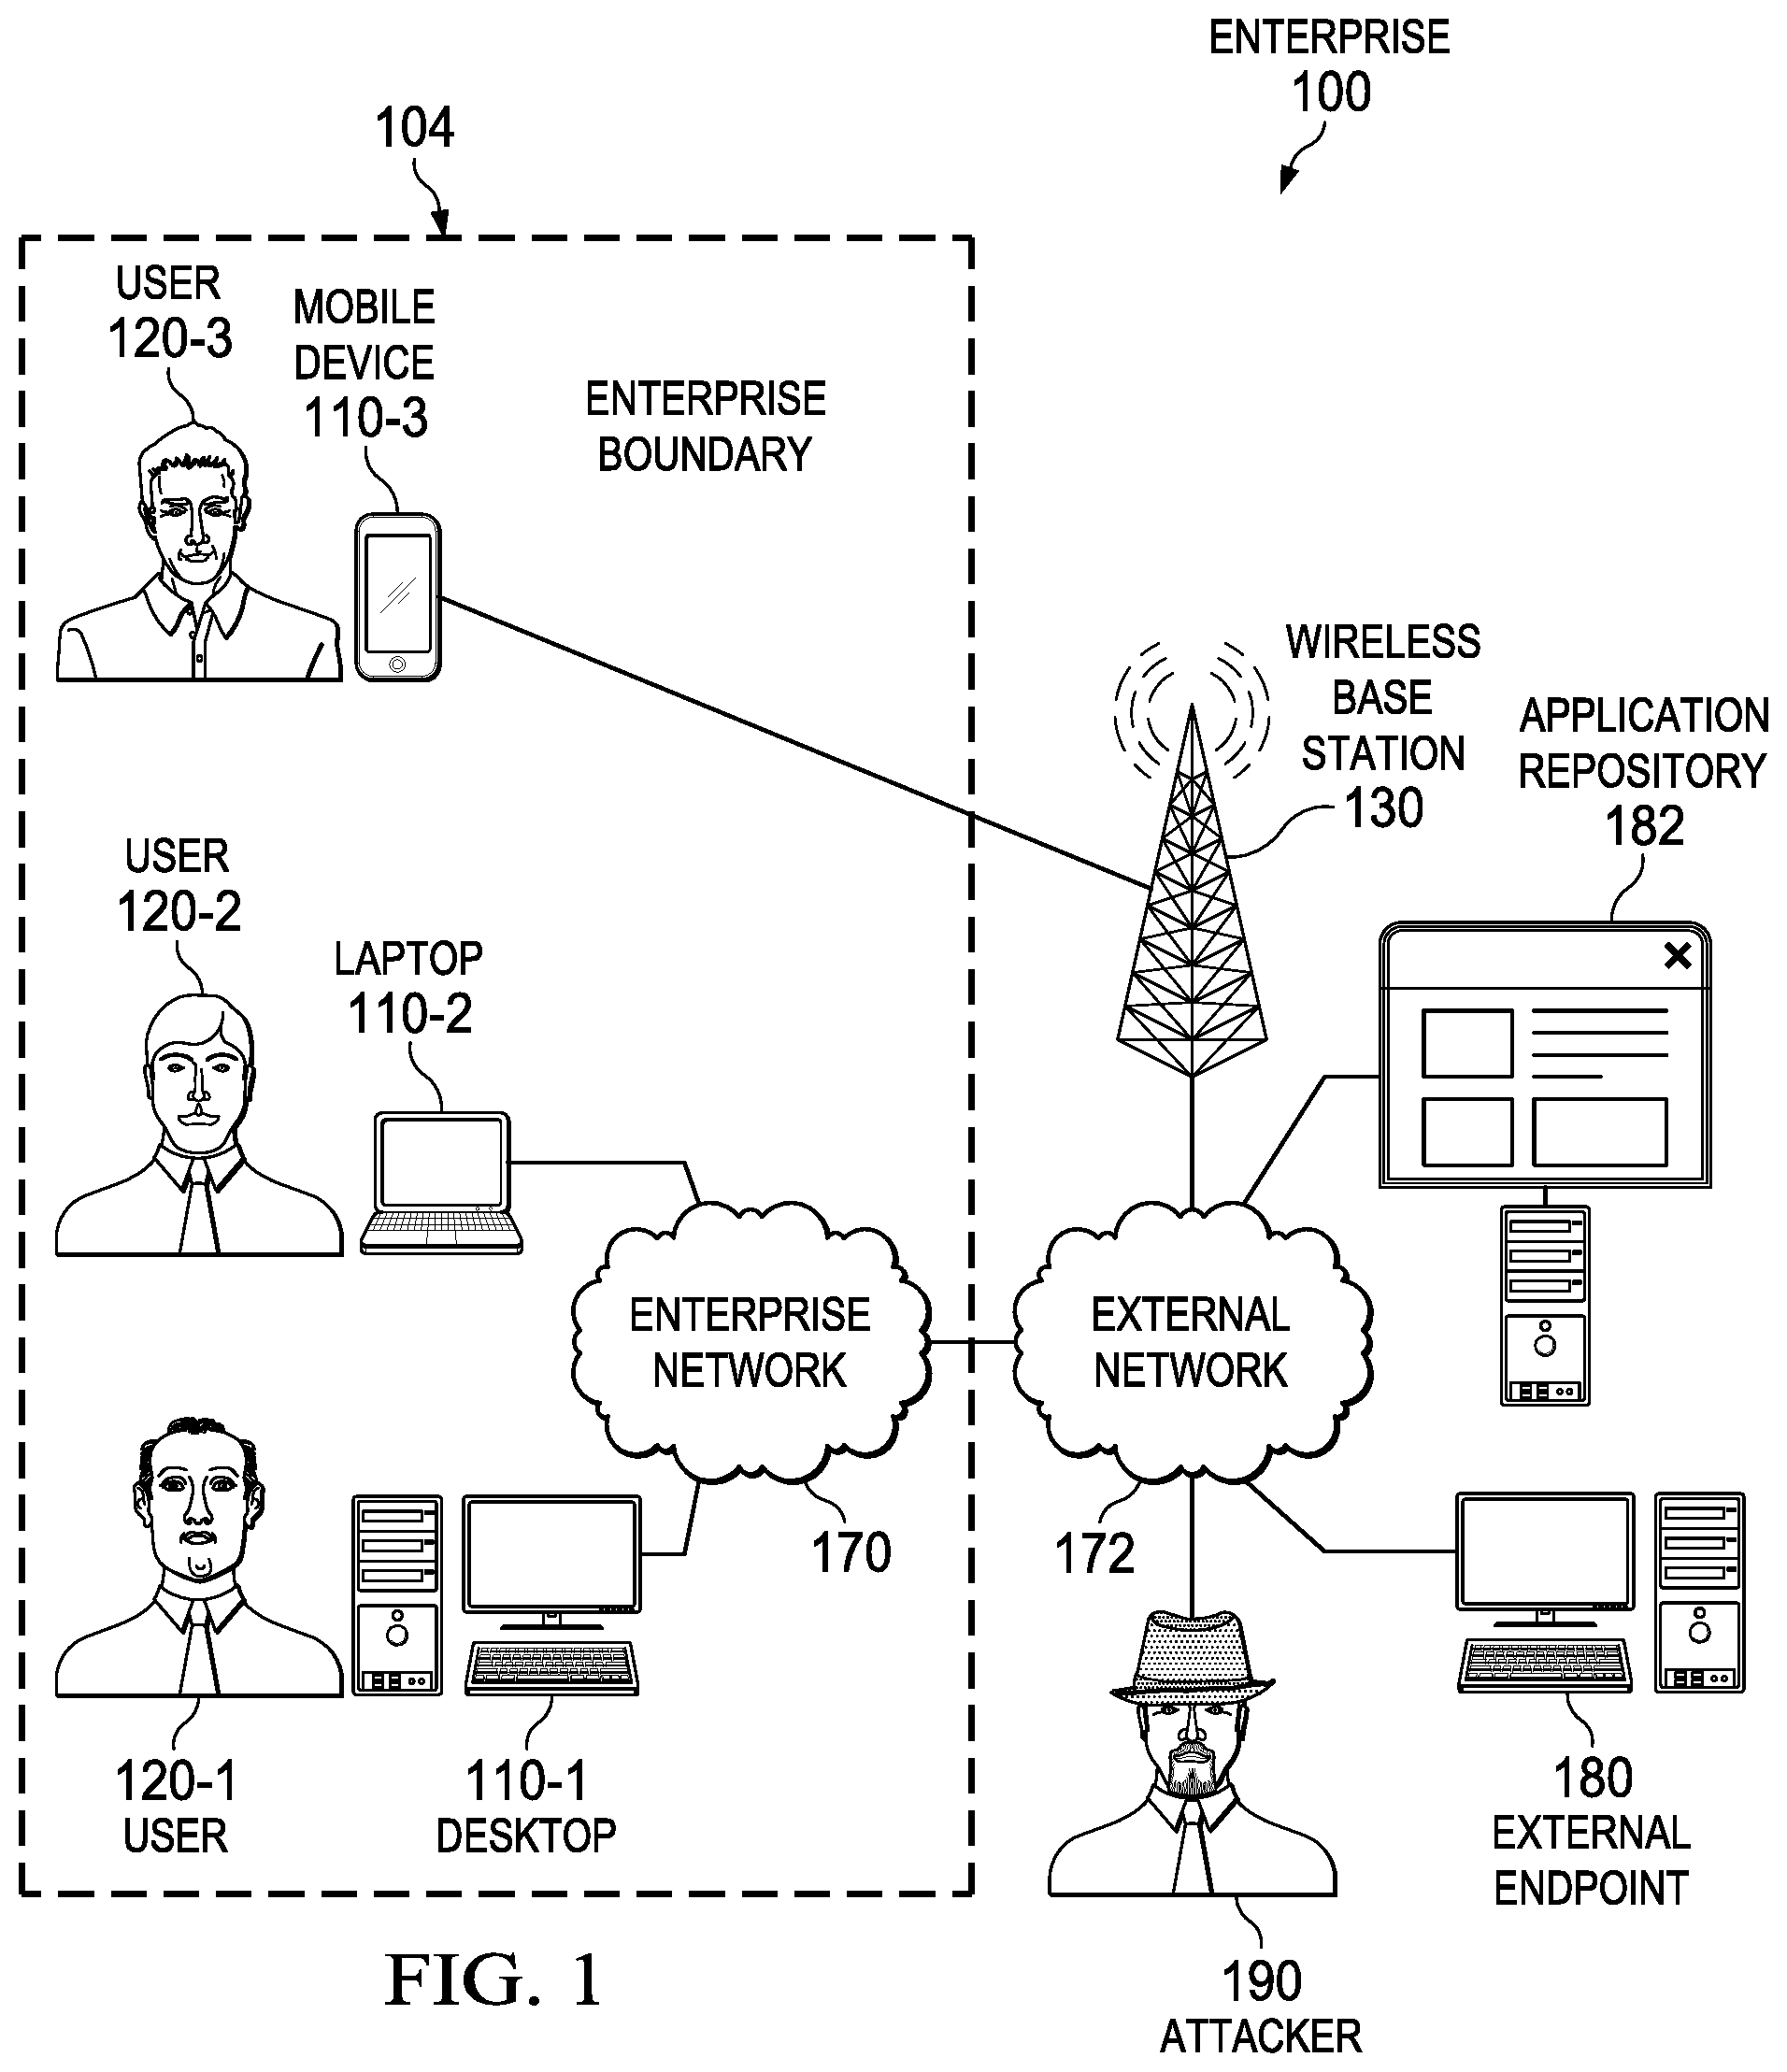 ENTERPRISE
100
104
USER
120-3
MOBILE
DEVICE
110-3
ENTERPRISE
BOUNDARY
WIRELESS
BASE
STATION
130
APPLICATION
REPOSITORY
182
USER
120-2
LAPTOP
110-2
ENTERPRISE
NETWORK
170
EXTERNAL
NETWORK
172
120-1
USER
110-1
DESKTOP
180
EXTERNAL
ENDPOINT
190
ATTACKER
FIG. 1